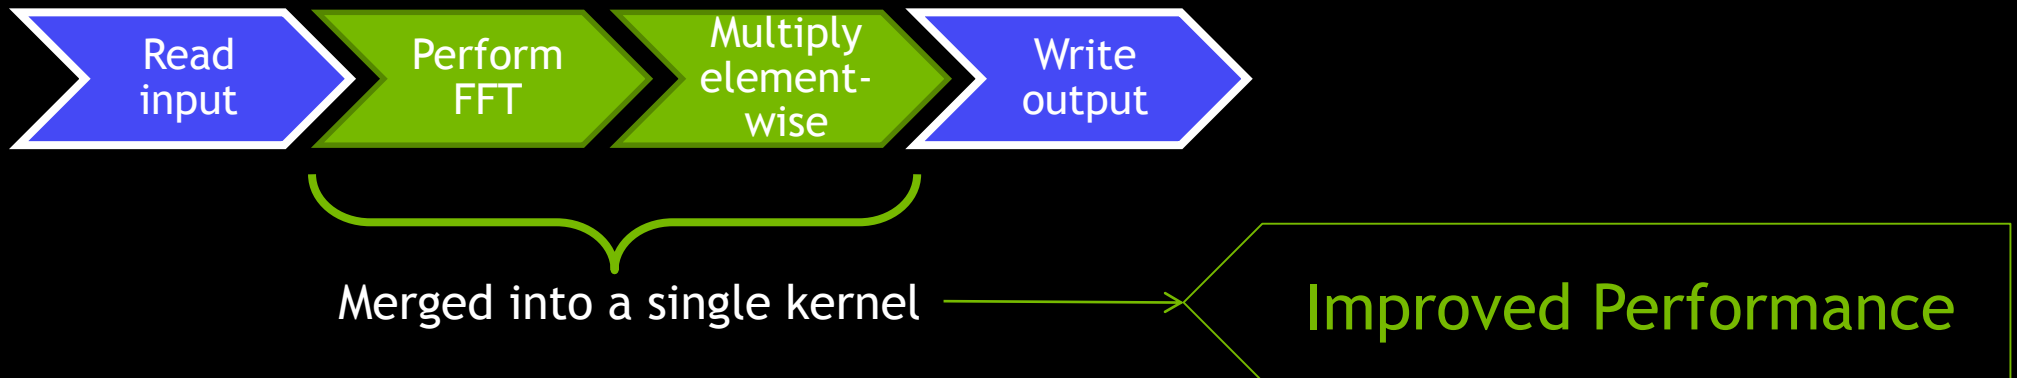 Read
input
Perform
FFT
Multiply
element-
wise
Write
output
Merged into a single kernel
Improved Performance